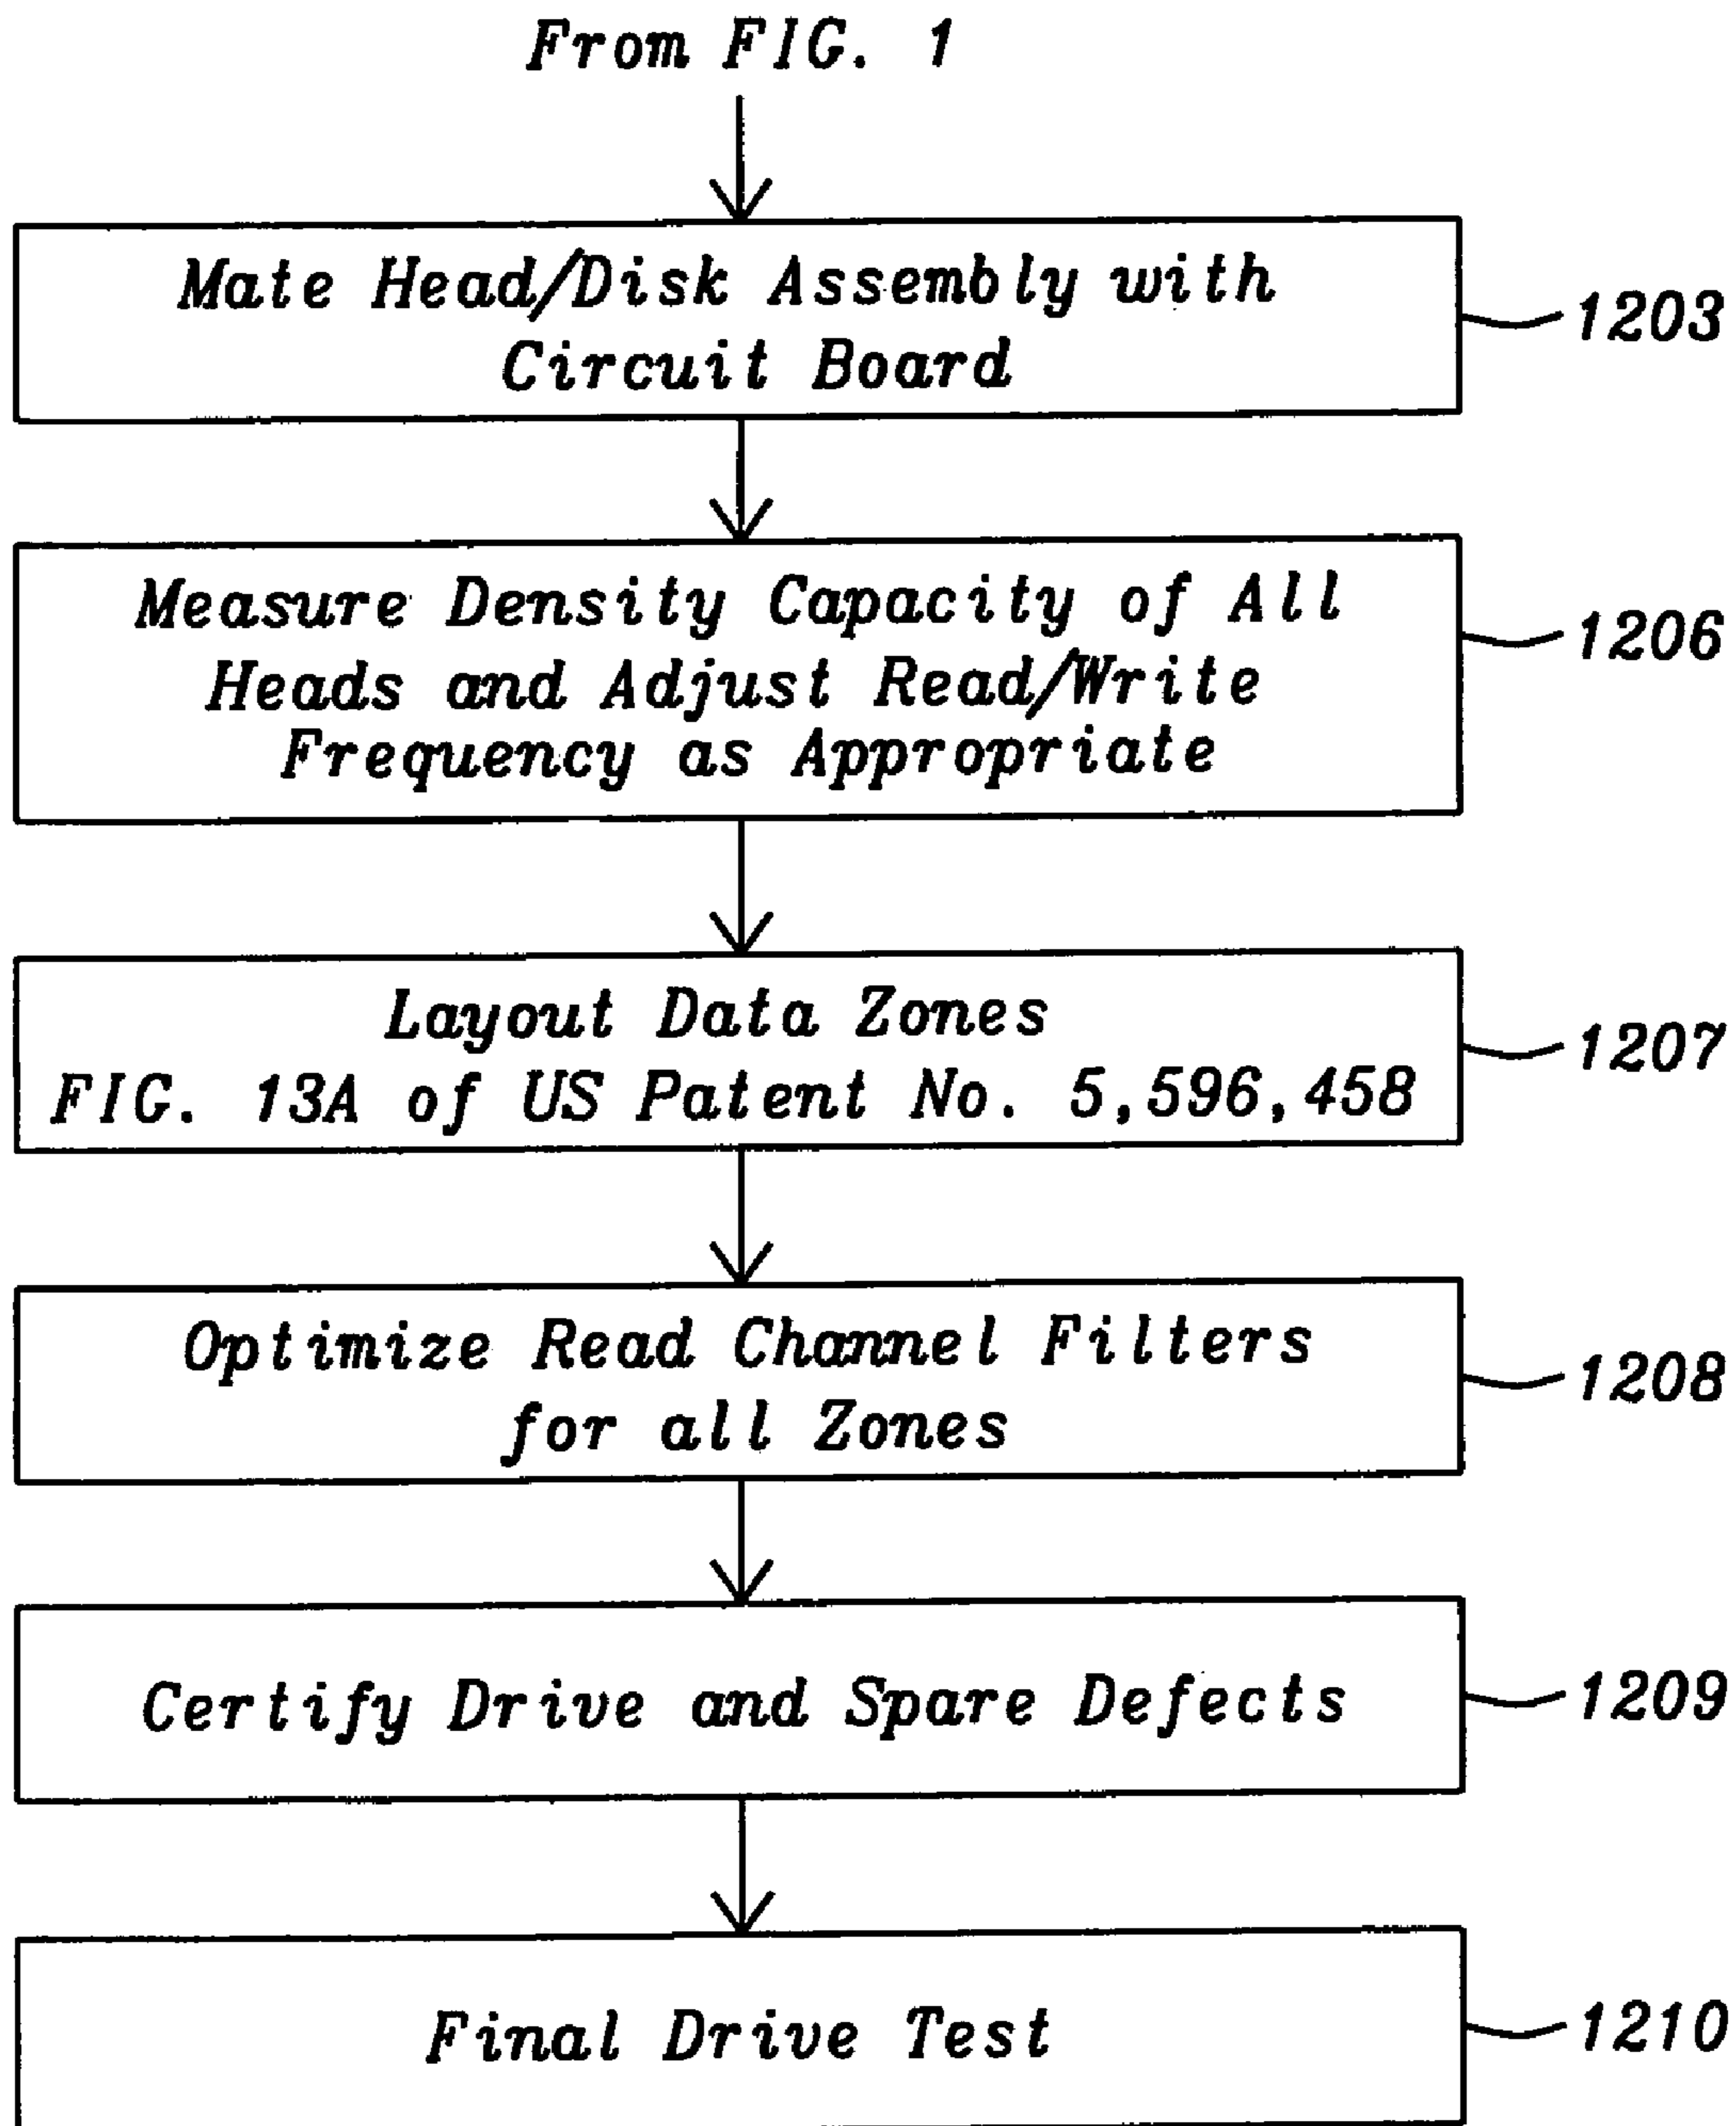 From FIG. 1
Mate Head/Disk Assembly with
Circuit Board
1203
Measure Density Capacity of All
Heads and Adjust Read/Write
Frequency as Appropriate
1206
Layout Data Zones
FIG. 13A of US Patent No. 5,596,458
1207
Optimize Read Channel Filters
for all Zones
1208
Certify Drive and Spare Defects
1209
Final Drive Test
1210